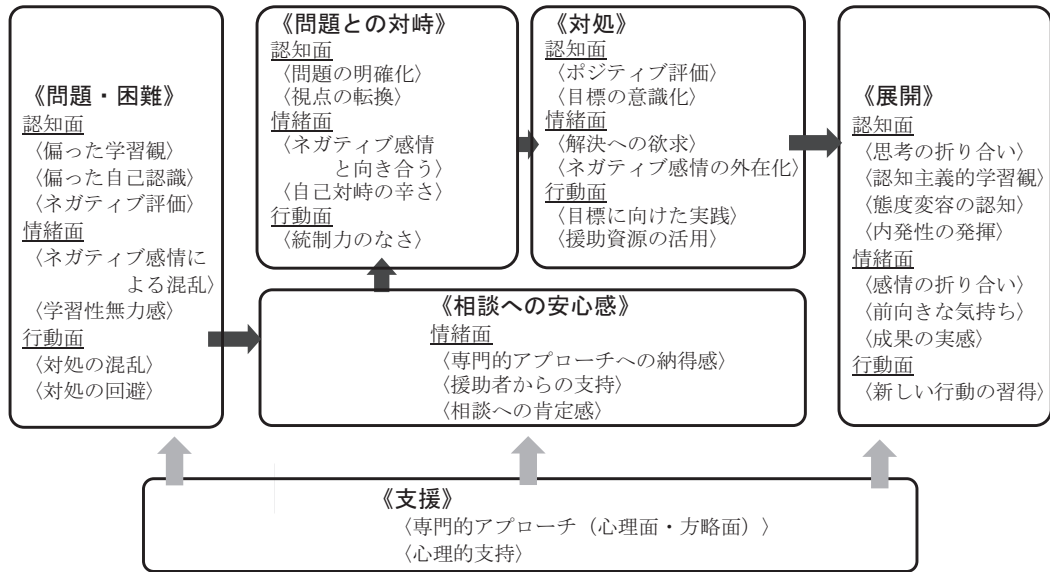 《問題・困難》
認知面
〈偏った学習観〉
〈偏った自己認識〉
〈ネガティブ評価〉
情緒面
〈ネガティブ感情に
よる混乱〉
〈学習性無力感〉
行動面
〈対処の混乱〉
〈対処の回避〉
《問題との対峙》
認知面
〈問題の明確化〉
〈視点の転換〉
情緒面
〈ネガティブ感情
と向き合う〉
〈自己対峙の辛さ〉
行動面
〈統制力のなさ〉
《対処》
認知面
〈ポジティブ評価〉
〈目標の意識化〉
情緒面
〈解決への欲求〉
〈ネガティブ感情の外在化〉
行動面
〈目標に向けた実践〉
〈援助資源の活用〉
《相談への安心感》
情緒面
〈専門的アプローチへの納得感〉
〈援助者からの支持〉
〈相談への肯定感〉
《展開》
認知面
〈思考の折り合い〉
〈認知主義的学習観〉
〈態度変容の認知〉
〈内発性の発揮〉
情緒面
〈感情の折り合い〉
〈前向きな気持ち〉
〈成果の実感〉
行動面
〈新しい行動の習得〉
《支援》
〈専門的アプローチ（心理面・方略面）〉
〈心理的支持〉